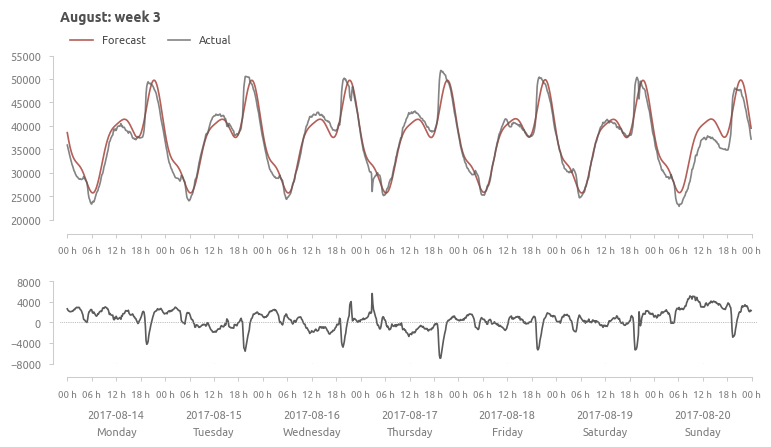 August: week 3
Forecast Actual
55000
50000
45000
40000
35000
30000
25000
20000
00 h 06 h 12 h 18 h 00 h 06 h 12 h 18 h 00 h 06 h 12 h 18 h 00 h 06 h 12 h 18 h 00 h 06 h 12 h 18 h 00 h 06 h 12 h 18 h 00 h 06 h 12 h 18 h 00 h
8000
4000
0
−4000
−8000
00 h 06 h 12 h 18 h 00 h 06 h 12 h 18 h 00 h 06 h 12 h 18 h 00 h 06 h 12 h 18 h 00 h 06 h 12 h 18 h 00 h 06 h 12 h 18 h 00 h 06 h 12 h 18 h 00 h
2017-08-14 2017-08-15 2017-08-16 2017-08-17 2017-08-18 2017-08-19 2017-08-20
Monday Tuesday Wednesday Thursday Friday Saturday Sunday